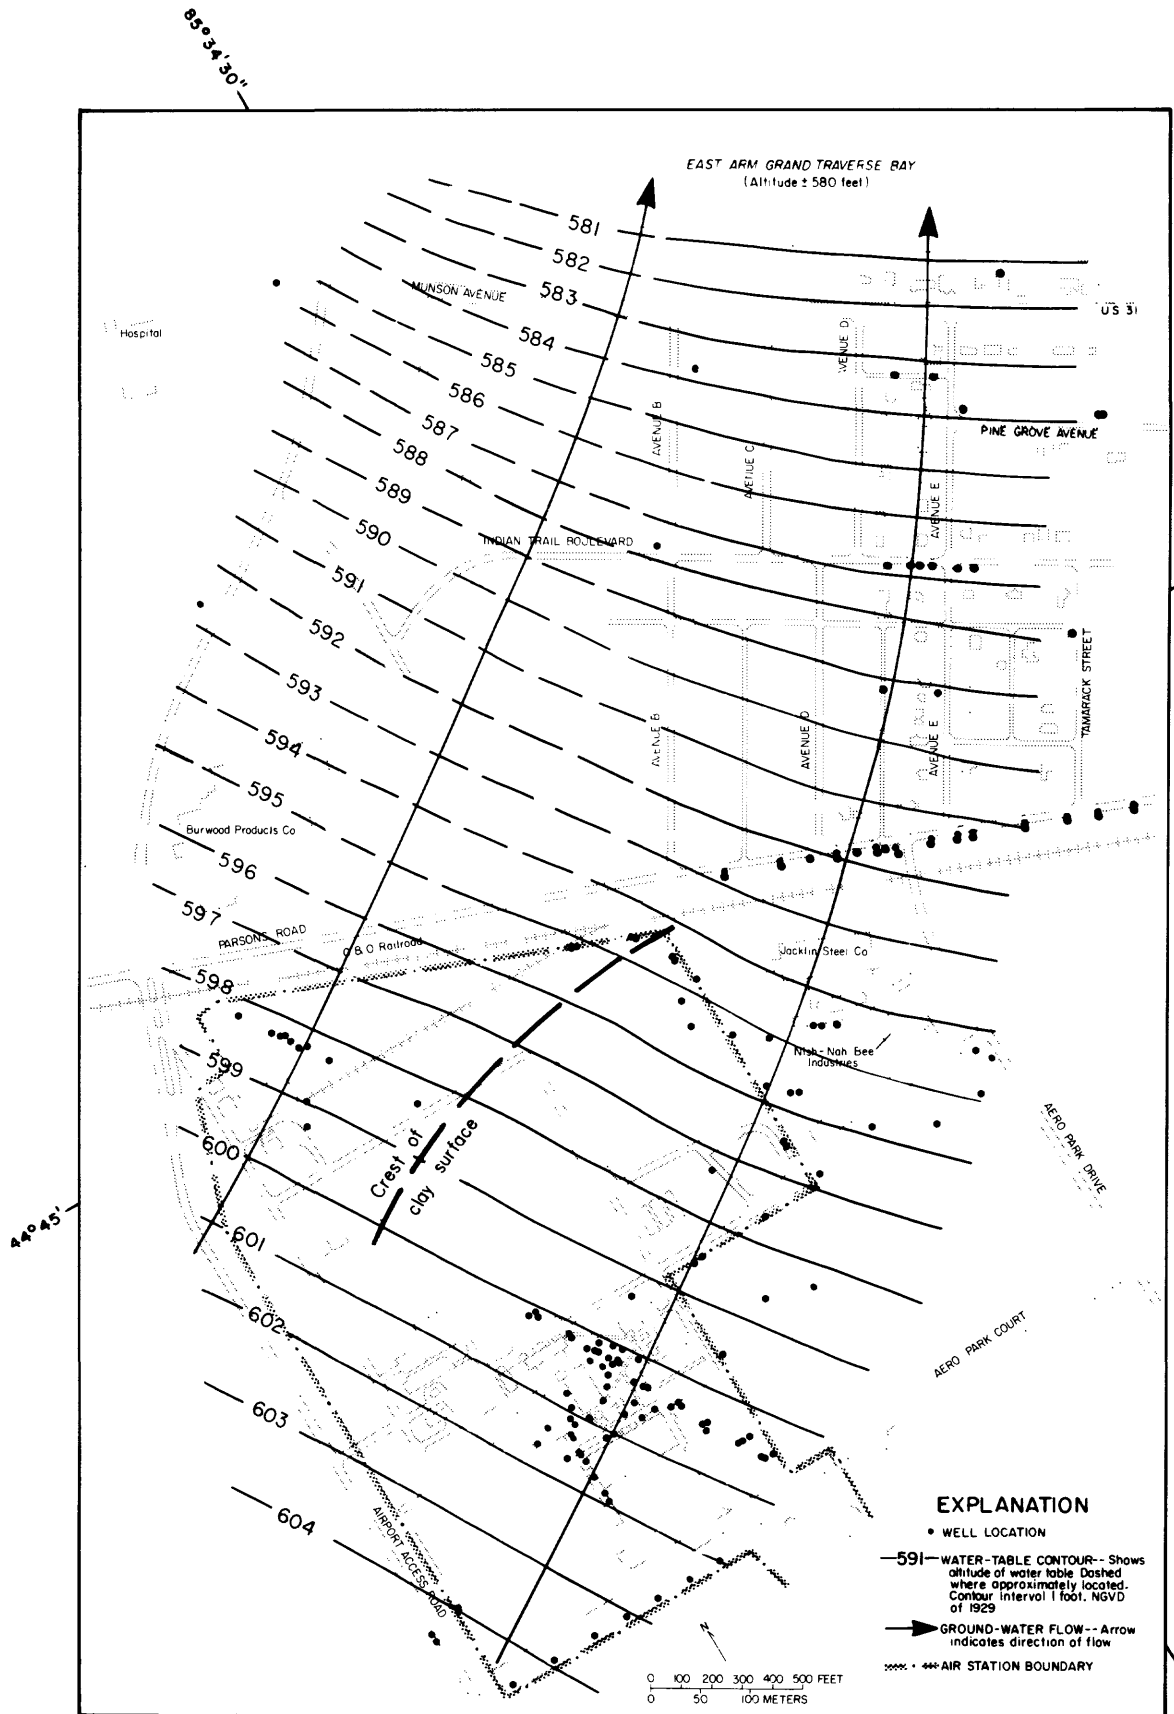 85°34'30"
EAST ARM GRAND TRAVERSE BAY
(Altitude ± 580 feet)
581
582
583
MUNSON AVENUE
584
585
586
587
588
589
590
591
592
593
594
595
596
597
598
599
600
601
602
603
604
Hospital
US 31
AVENUE D
AVENUE B
AVENUE C
PINE GROVE AVENUE
AVENUE E
INDIAN TRAIL BOULEVARD
TAMARACK STREET
AVENUE B
AVENUE D
AVENUE E
Burwood Products Co
PARSONS ROAD
C & O Railroad
Jacklin Steel Co
Nish-Nah Bee
Industries
AERO PARK DRIVE
Crest of
clay surface
44°45'
AERO PARK COURT
AIRPORT ACCESS ROAD
EXPLANATION
WELL LOCATION
591 WATER-TABLE CONTOUR-- Shows
altitude of water table Dashed
where approximately located.
Contour interval 1 foot. NGVD
of 1929
GROUND-WATER FLOW-- Arrow
indicates direction of flow
AIR STATION BOUNDARY
N
0 100 200 300 400 500 FEET
0 50 100 METERS